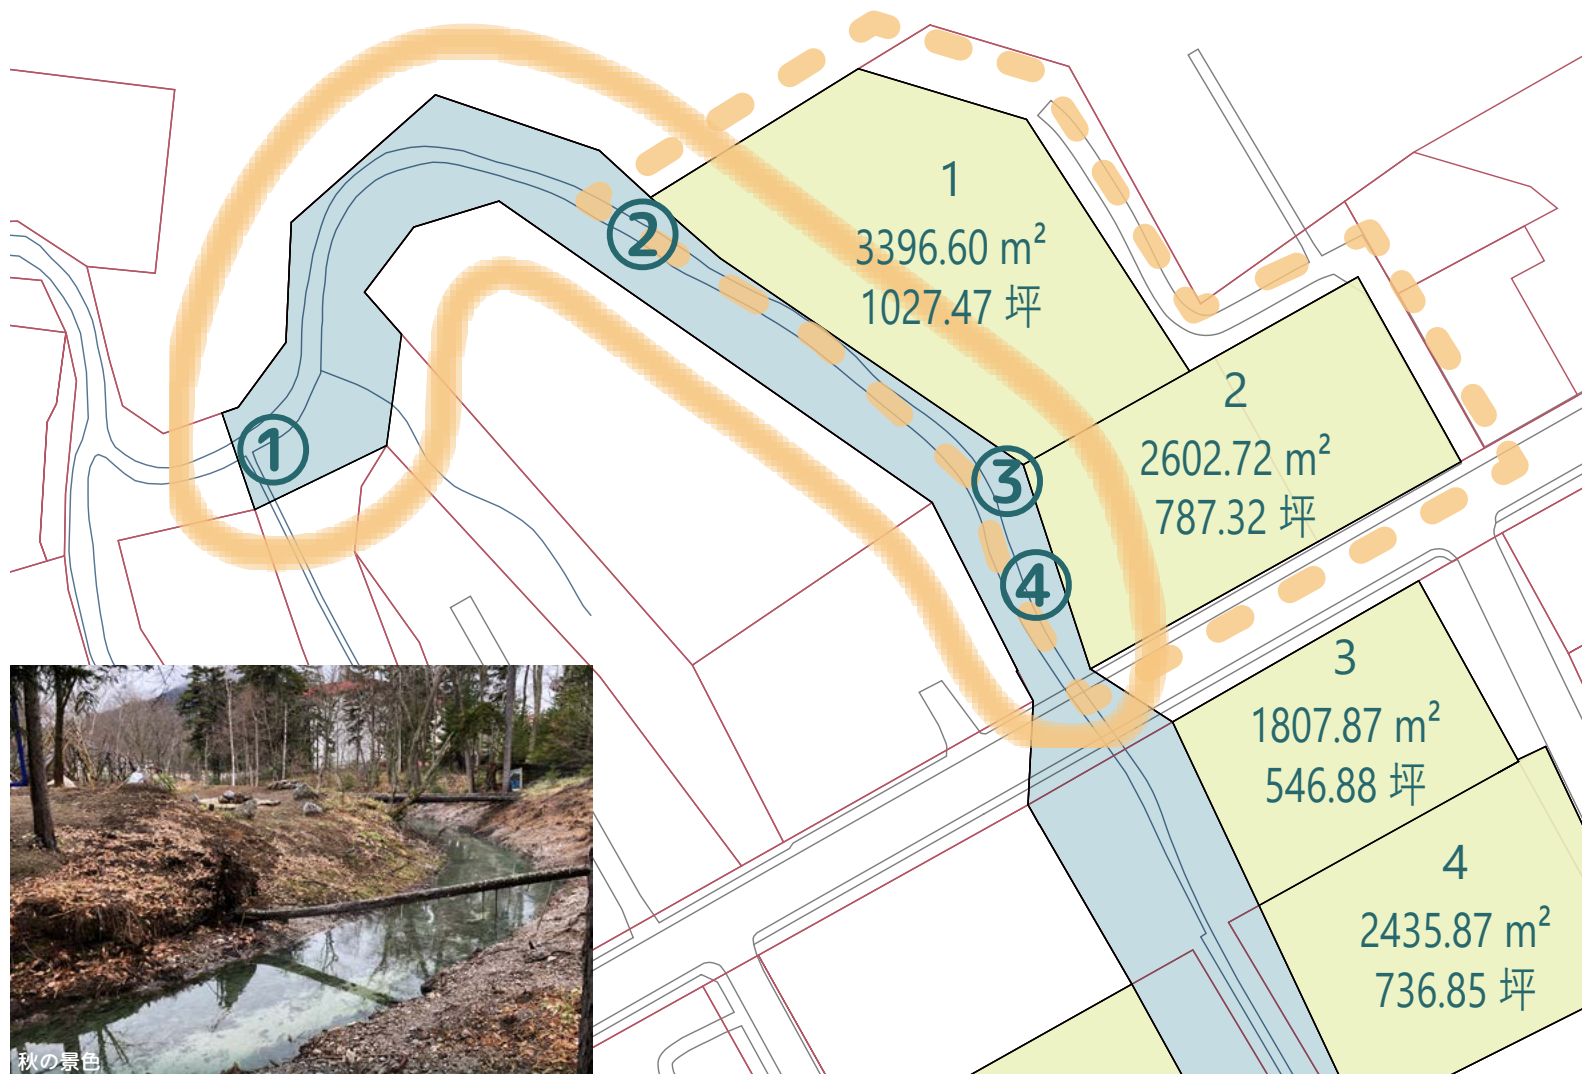 1
3396.60 m²
1027.47 坪
②
2
2602.72 m²
787.32 坪
①
③
④
3
1807.87 m²
546.88 坪
4
2435.87 m²
736.85 坪
秋の景色